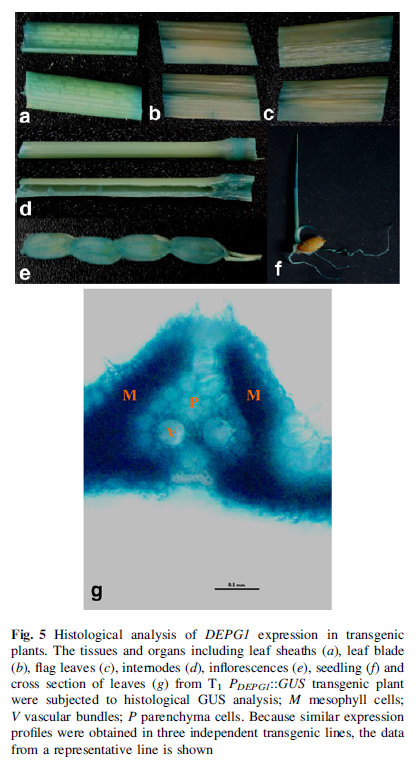 a
b
c
d
e
f
M
P
M
V
g
0.1 mm
Fig. 5 Histological analysis of DEPG1 expression in transgenic
plants. The tissues and organs including leaf sheaths (a), leaf blade
(b), flag leaves (c), internodes (d), inflorescences (e), seedling (f) and
cross section of leaves (g) from T₁ P_DEPG1::GUS transgenic plant
were subjected to histological GUS analysis; M mesophyll cells;
V vascular bundles; P parenchyma cells. Because similar expression
profiles were obtained in three independent transgenic lines, the data
from a representative line is shown